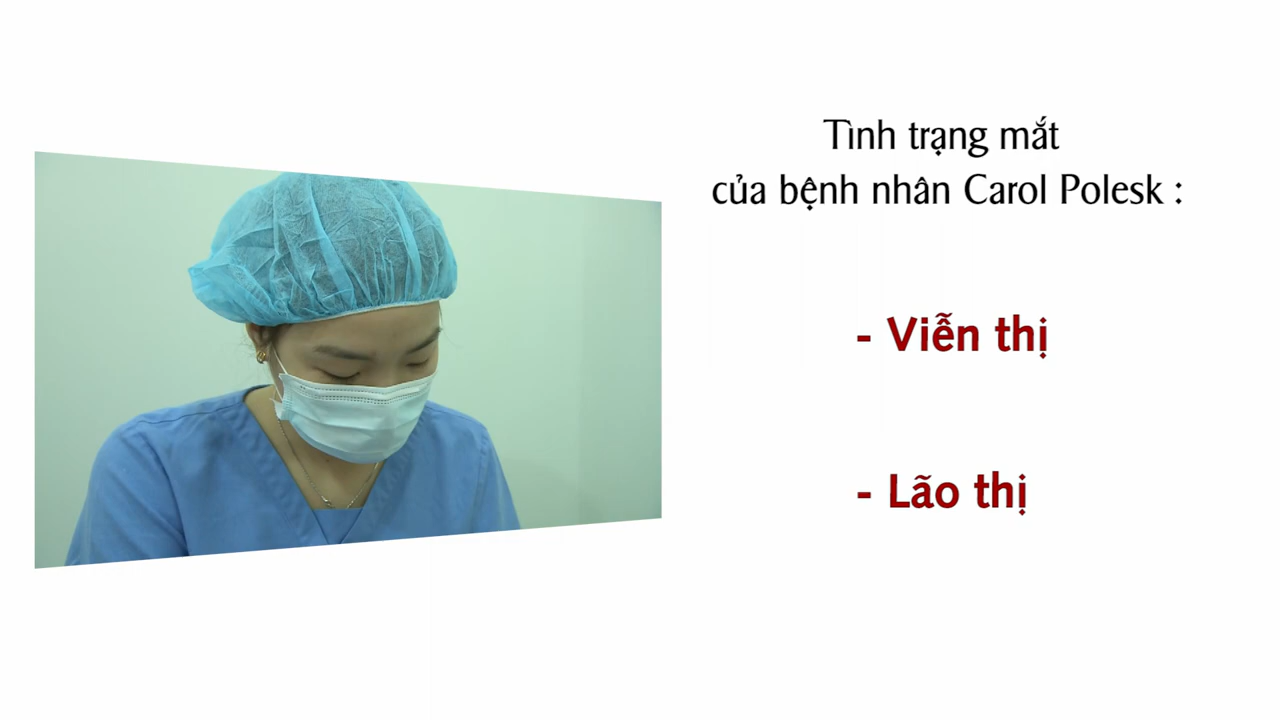 Tình trạng mắt
của bệnh nhân Carol Polesk :
- Viễn thị
- Lão thị